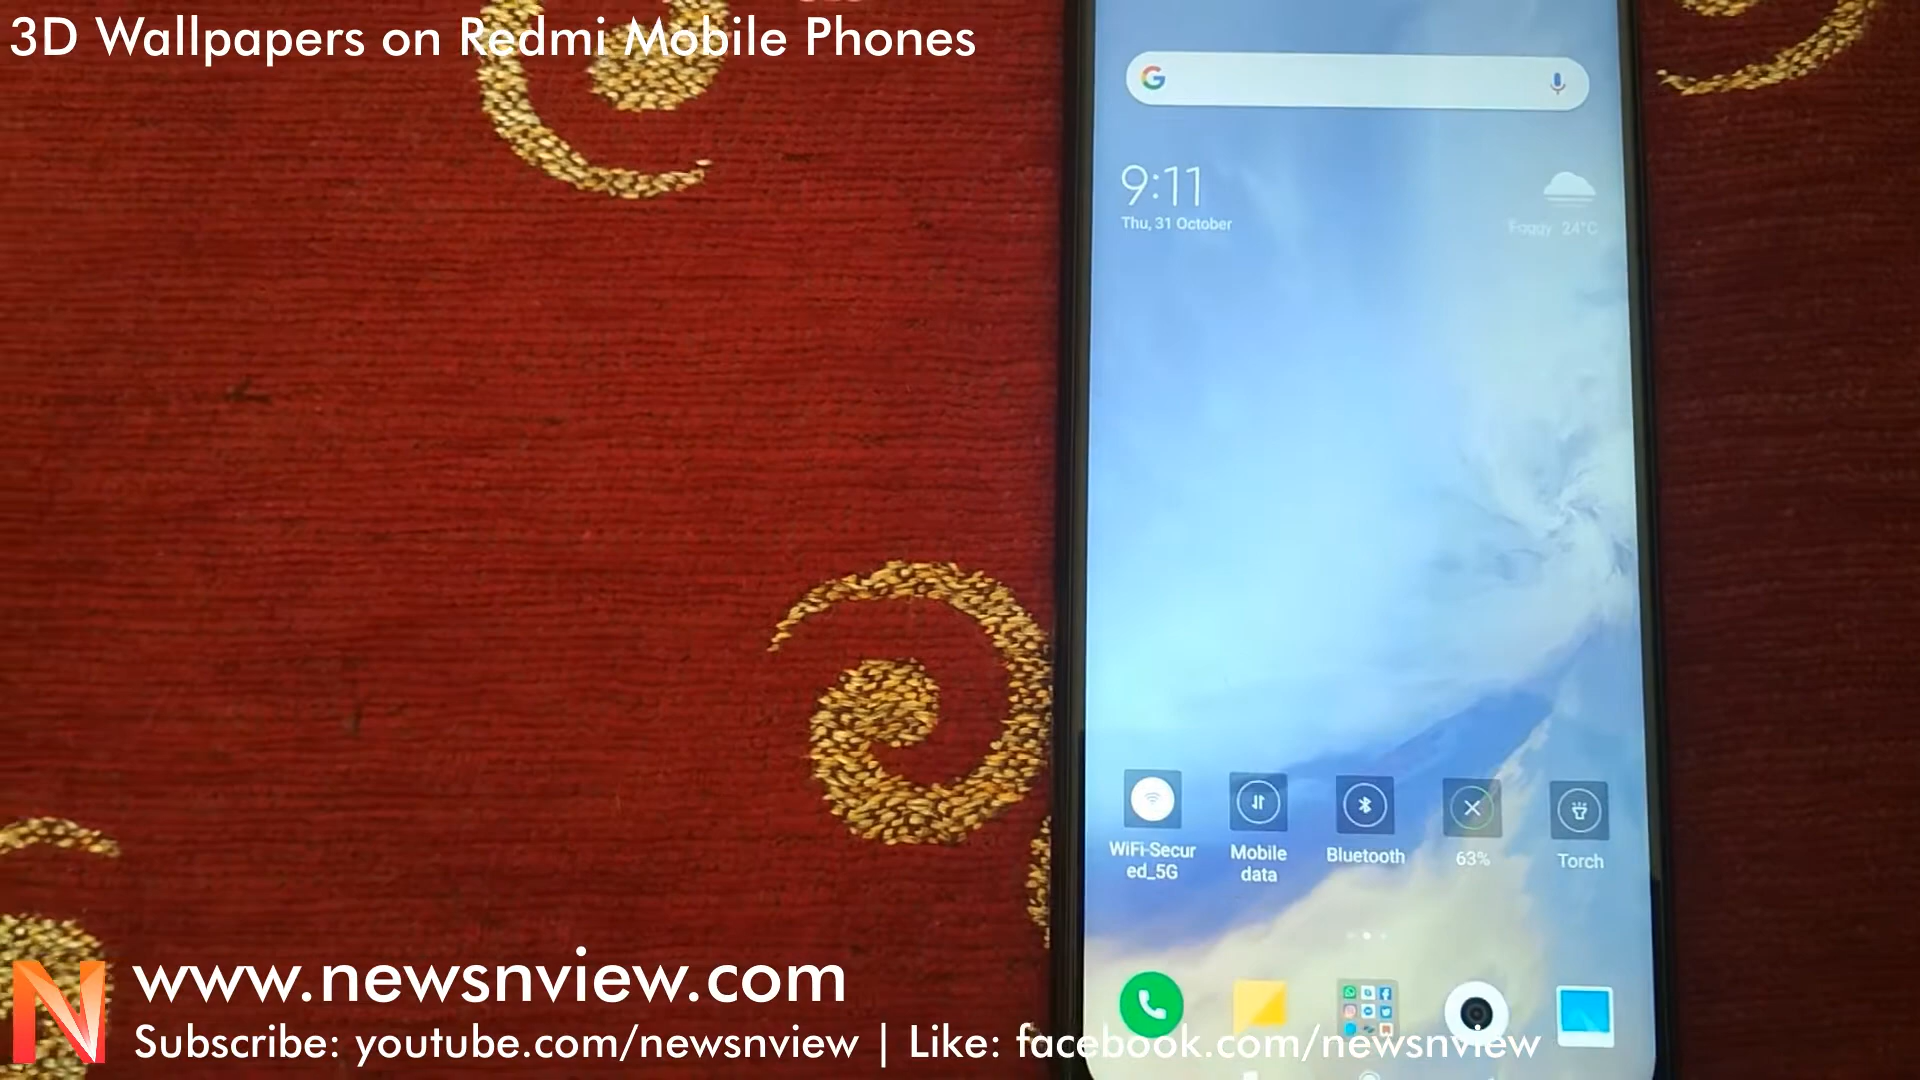 3D Wallpapers on Redmi Mobile Phones
9:11
Thu, 31 October
Foggy 24°C
WiFi-Secur
ed_5G
Mobile
data
Bluetooth
63%
Torch
www.newsnview.com
Subscribe: youtube.com/newsnview | Like: facebook.com/newsnview